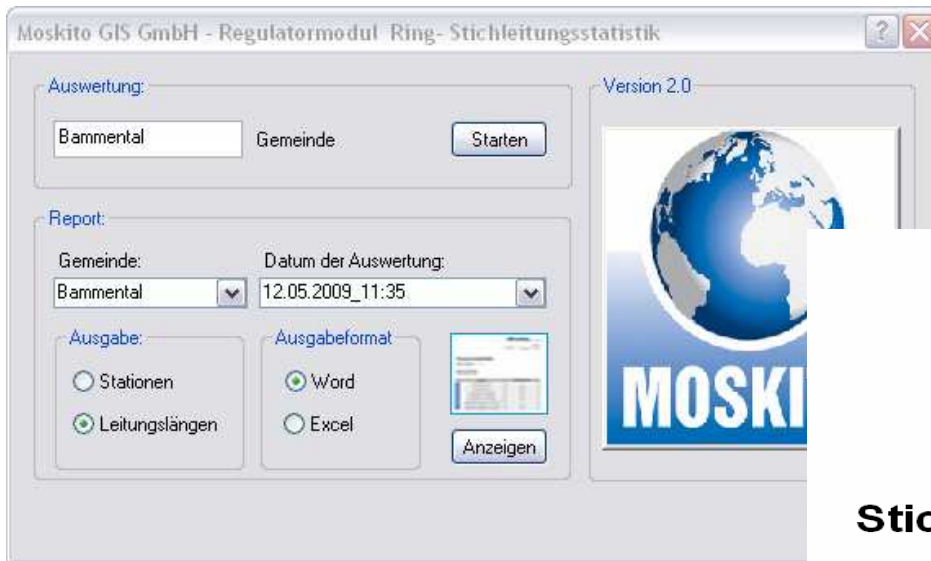 Moskito GIS GmbH - Regulatormodul Ring- Stichleitungsstatistik
Auswertung:
Bammental
Gemeinde
Starten
Version 2.0
Report:
Gemeinde:
Datum der Auswertung:
Bammental
12.05.2009_11:35
Ausgabe:
Stationen
Leitungslängen
Ausgabeformat
Word
Excel
Anzeigen
MOSKI
Stic